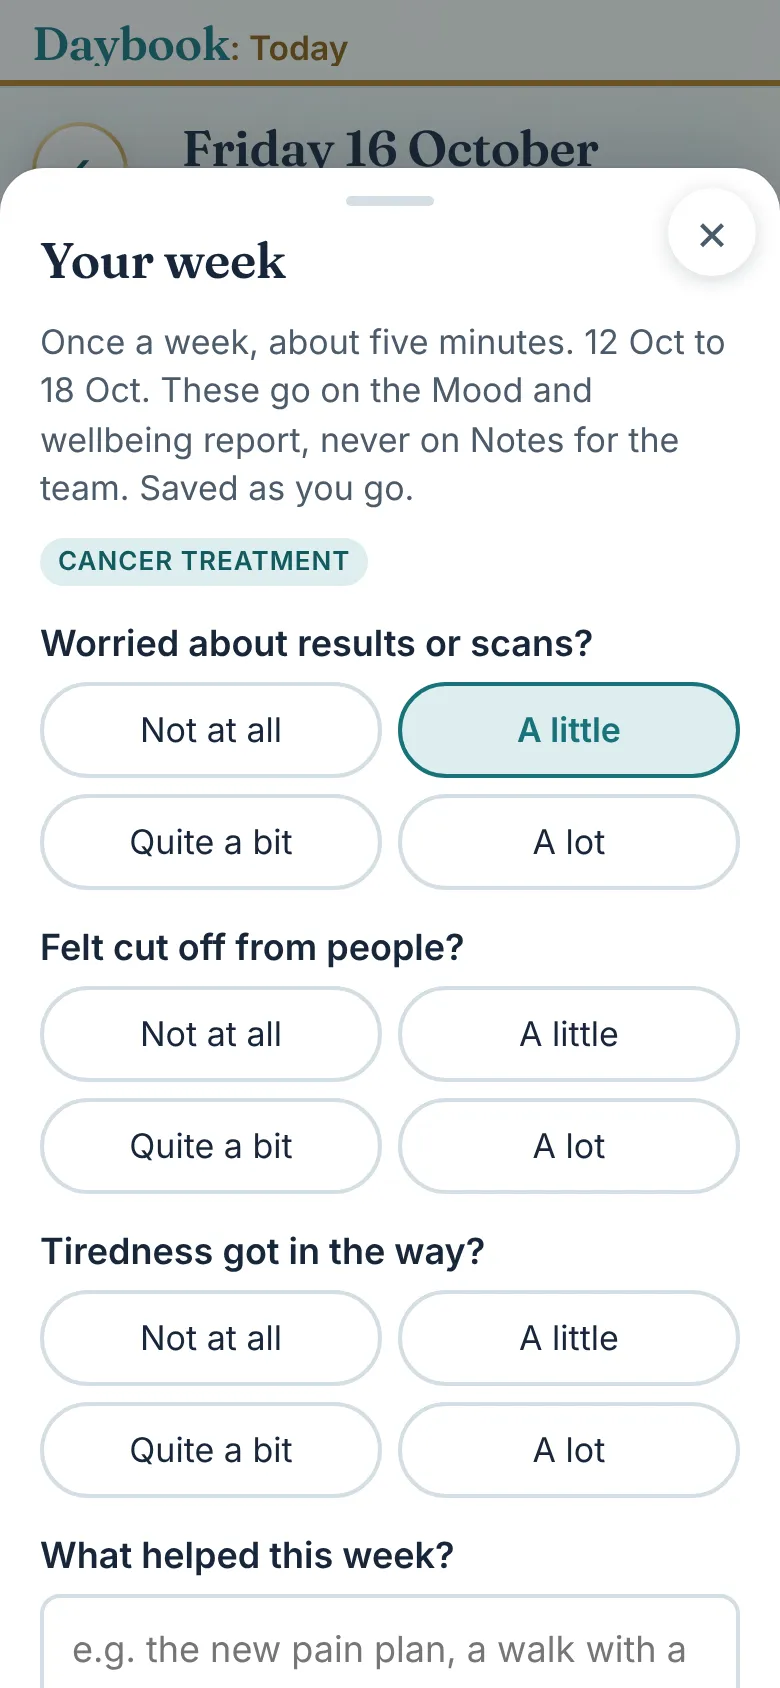 Daybook: Today
Friday 16 October
Your week
Once a week, about five minutes. 12 Oct to
18 Oct. These go on the Mood and
wellbeing report, never on Notes for the
team. Saved as you go.
CANCER TREATMENT
Worried about results or scans?
Not at all
A little
Quite a bit
A lot
Felt cut off from people?
Not at all
A little
Quite a bit
A lot
Tiredness got in the way?
Not at all
A little
Quite a bit
A lot
What helped this week?
e.g. the new pain plan, a walk with a